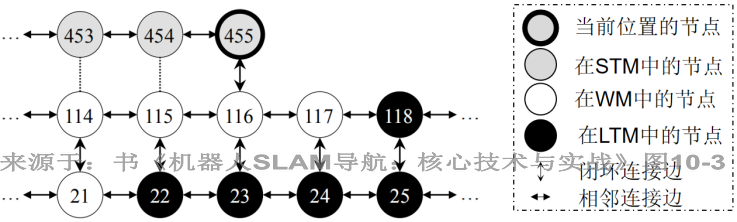 ... 453 454 455
... 114 115 116 117 118 ...
... 21 22 23 24 25 ...
当前位置的节点
在STM中的节点
在WM中的节点
在LTM中的节点
闭环连接边
相邻连接边
来源于：书《机器人SLAM导航：核心技术与实战》图10-3